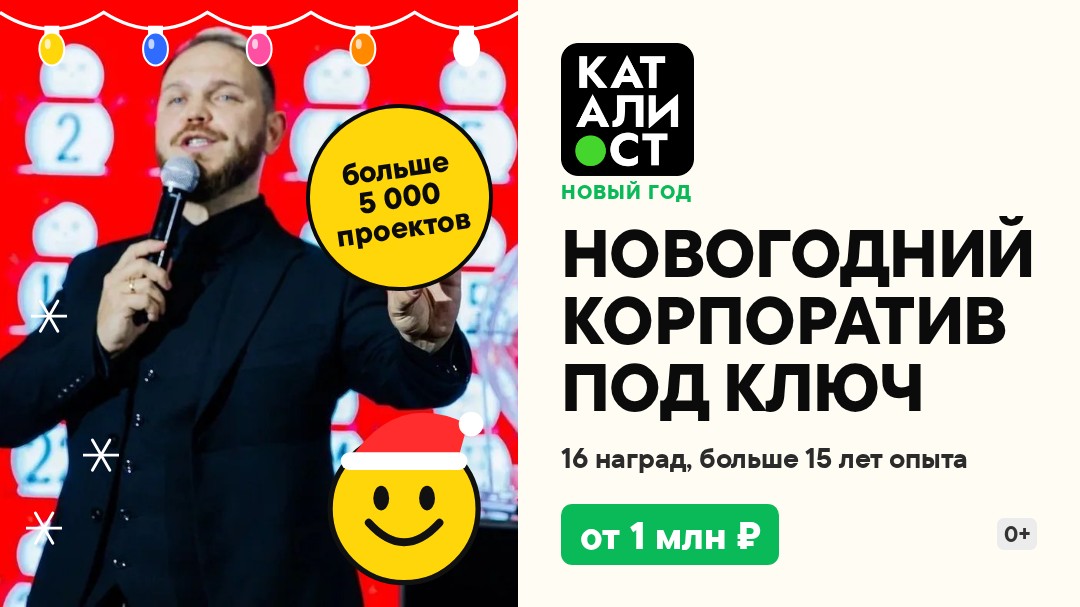 больше
5 000
проектов
2
КАТ
АЛИ
СТ
НОВЫЙ ГОД
НОВОГОДНИЙ
КОРПОРАТИВ
ПОД КЛЮЧ
16 наград, больше 15 лет опыта
от 1 млн ₽
0+